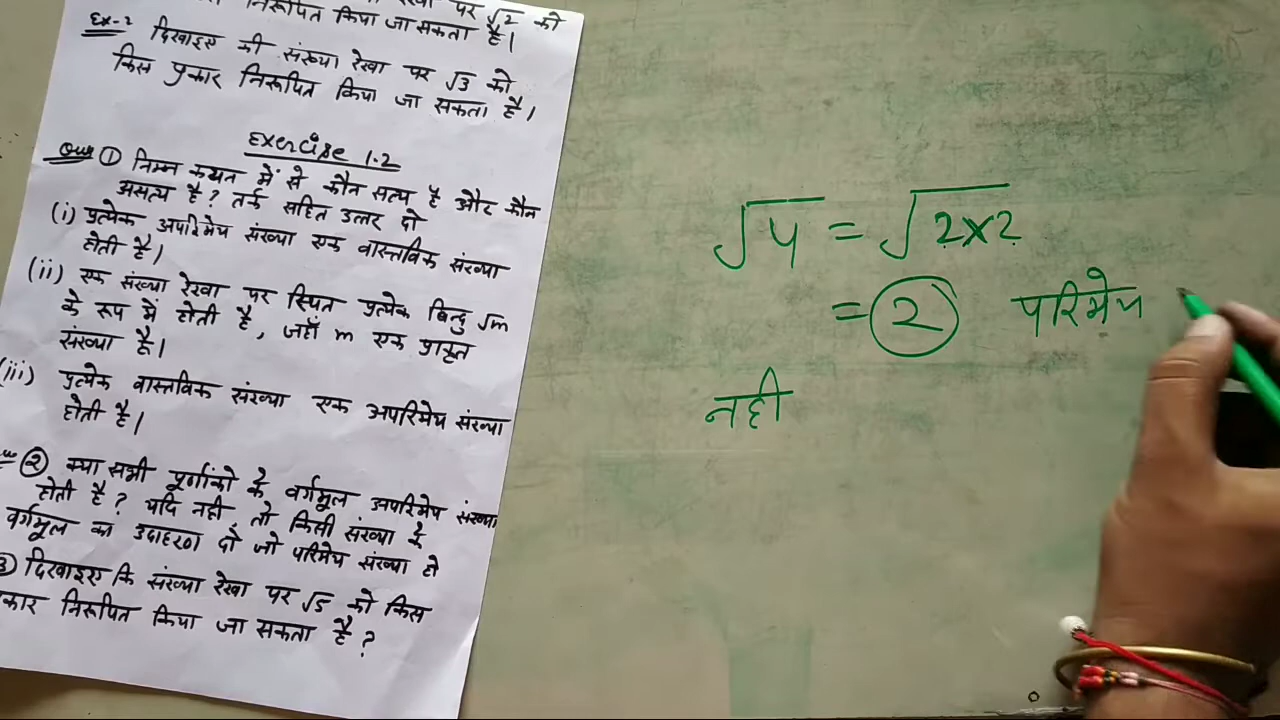 पर √2 को
निरूपित किया जा सकता है।
Ex-2 दिखाइए की संख्या रेखा पर √3 को
किस प्रकार निरूपित किया जा सकता है।
Exercise 1.2
Ques ① निम्न कथन में से कौन सत्य है और कौन
असत्य है? तर्क सहित उत्तर दो
(i) प्रत्येक अपरिमेय संख्या एक वास्तविक संख्या
होती है।
(ii) एक संख्या रेखा पर स्थित प्रत्येक बिन्दु √m
के रूप में होती है, जहाँ m एक प्राकृत
संख्या है।
(iii) प्रत्येक वास्तविक संख्या एक अपरिमेय संख्या
होती है।
② क्या सभी पूर्णांको के वर्गमूल अपरिमेय संख्या
होती है? यदि नही तो किसी संख्या के
वर्गमूल का उदाहरण दो जो परिमेय संख्या हो
3 दिखाइए कि संख्या रेखा पर √5 को किस
कार निरूपित किया जा सकता है?
√4 = √2×2
= 2 परिमेय
नही